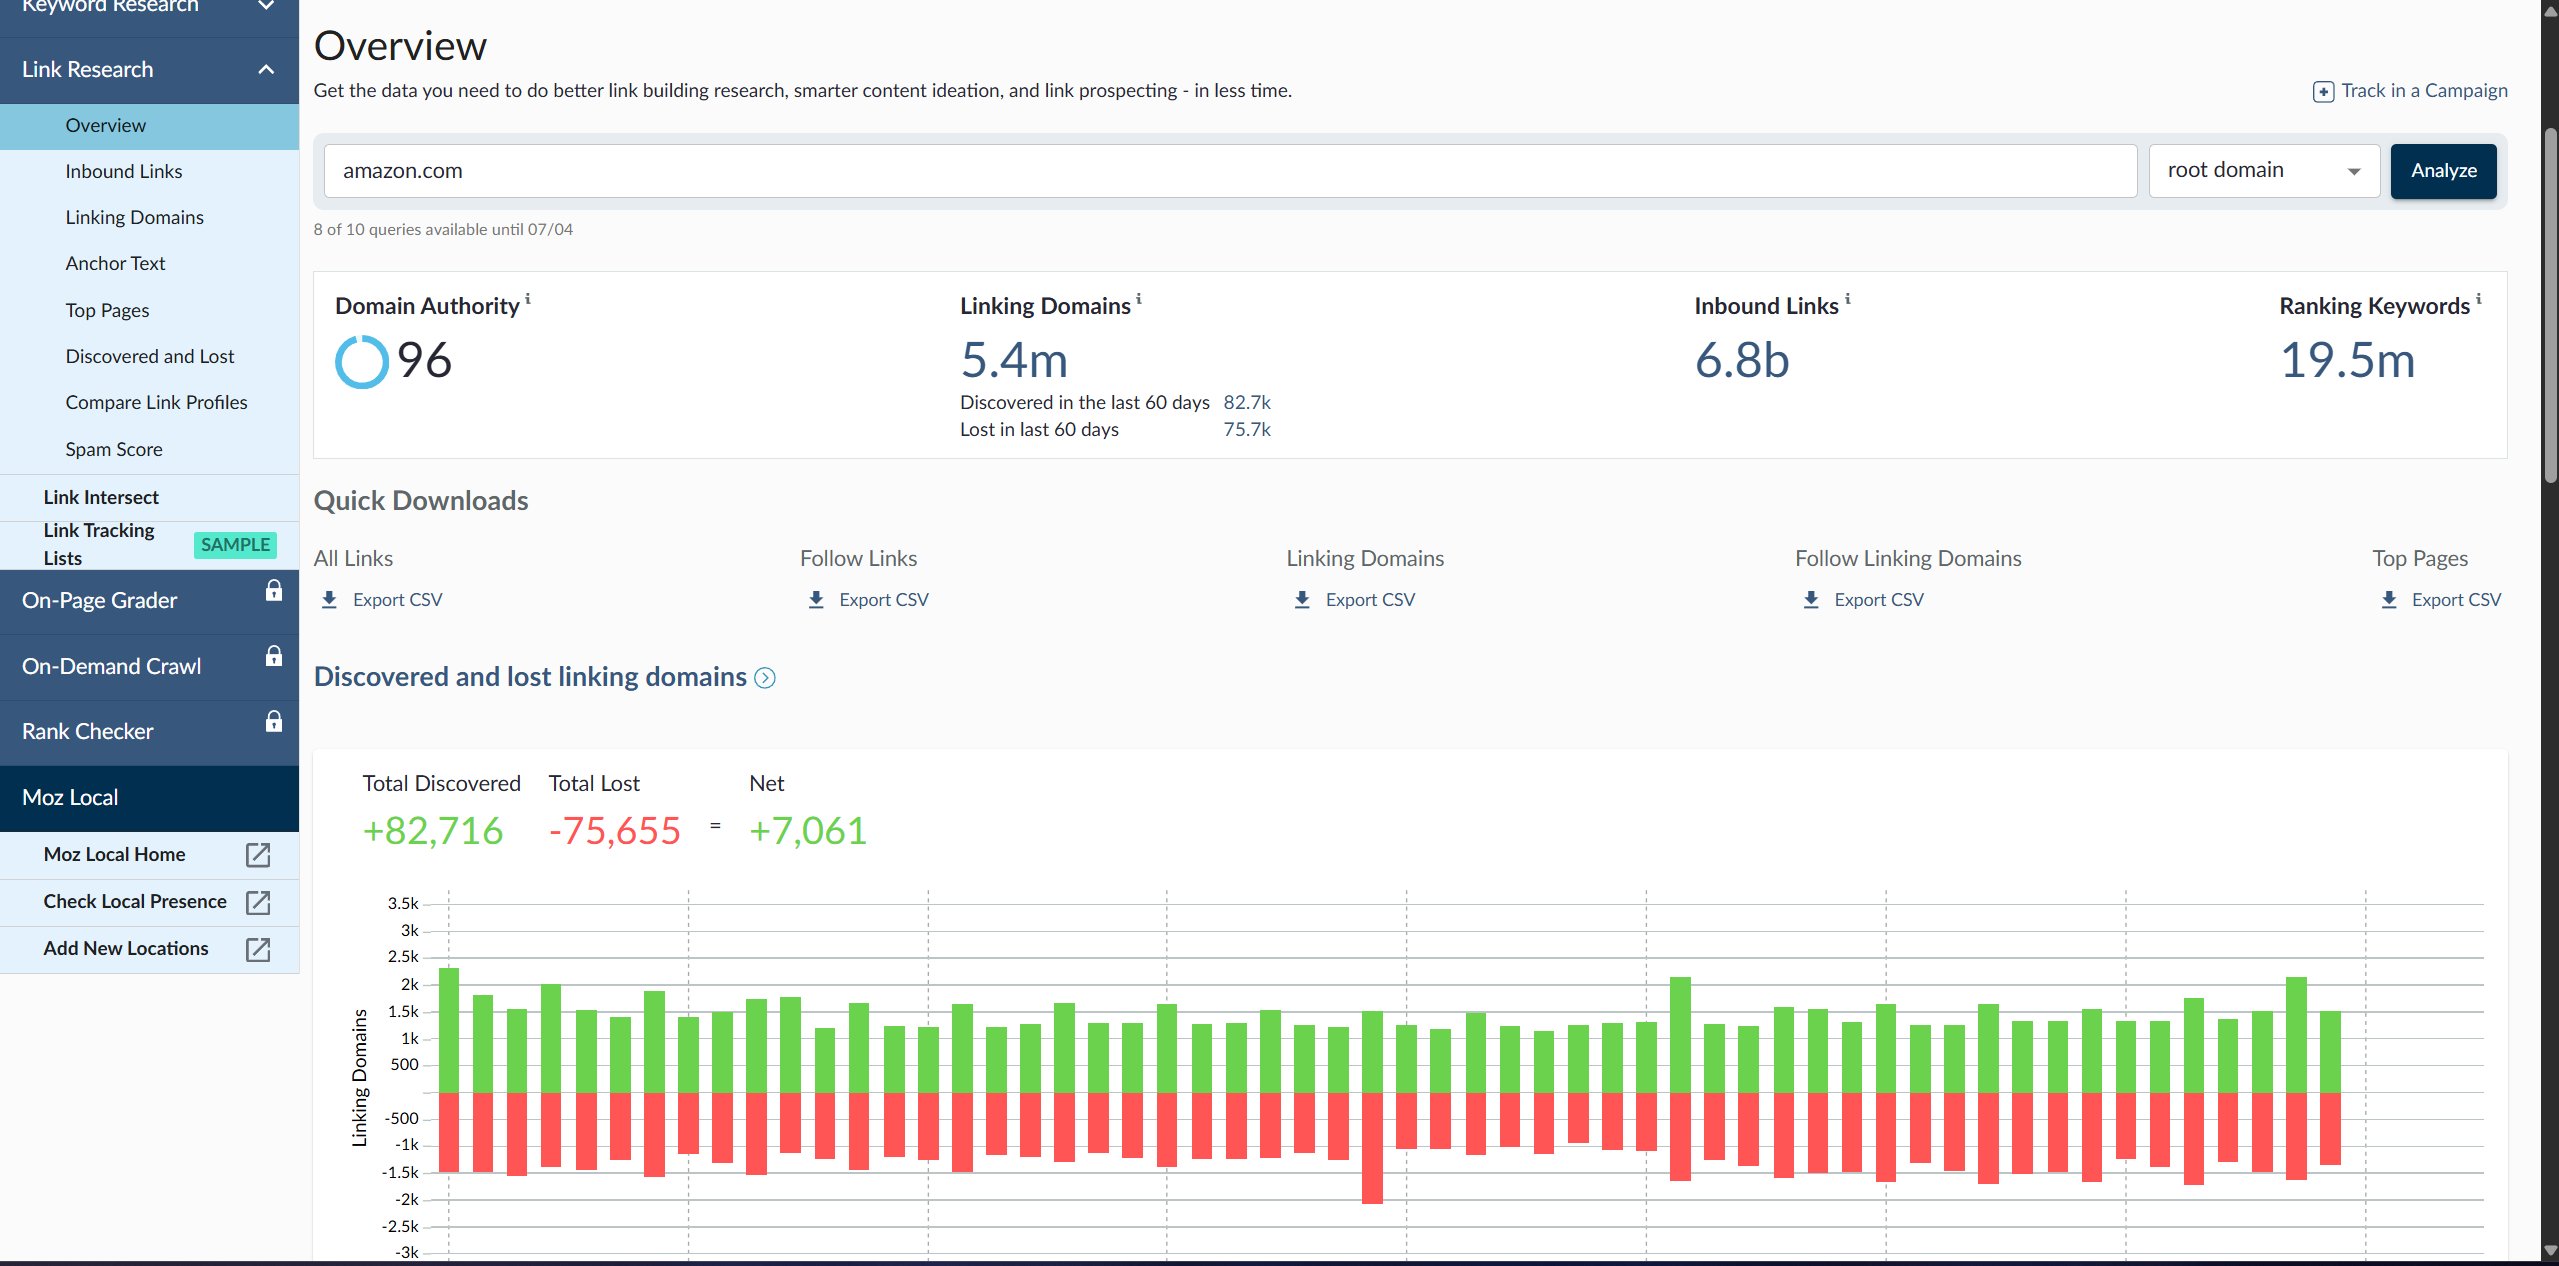 Keyword Research
Link Research
Overview
Inbound Links
Linking Domains
Anchor Text
Top Pages
Discovered and Lost
Compare Link Profiles
Spam Score
Link Intersect
Link Tracking
Lists
SAMPLE
On-Page Grader
On-Demand Crawl
Rank Checker
Moz Local
Moz Local Home
Check Local Presence
Add New Locations
Overview
Get the data you need to do better link building research, smarter content ideation, and link prospecting - in less time.
Track in a Campaign
amazon.com
root domain
Analyze
8 of 10 queries available until 07/04
Domain Authority i
96
Linking Domains i
5.4m
Discovered in the last 60 days 82.7k
Lost in last 60 days 75.7k
Inbound Links i
6.8b
Ranking Keywords i
19.5m
Quick Downloads
All Links
Export CSV
Follow Links
Export CSV
Linking Domains
Export CSV
Follow Linking Domains
Export CSV
Top Pages
Export CSV
Discovered and lost linking domains
Total Discovered
+82,716
Total Lost
-75,655
=
Net
+7,061
Linking Domains
3.5k
3k
2.5k
2k
1.5k
1k
500
-500
-1k
-1.5k
-2k
-2.5k
-3k